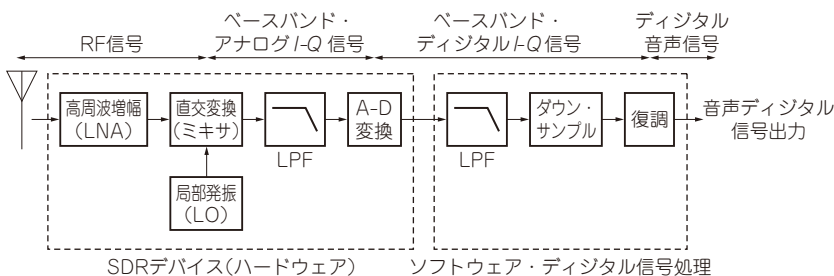 RF信号
ベースバンド・
アナログI-Q 信号
ベースバンド・
ディジタルI-Q信号
ディジタル
音声信号
高周波増幅
(LNA)
直交変換
(ミキサ)
LPF
A-D
変換
局部発振
(LO)
LPF
ダウン・
サンプル
復調
音声ディジタル
信号出力
SDRデバイス(ハードウェア)
ソフトウェア・ディジタル信号処理